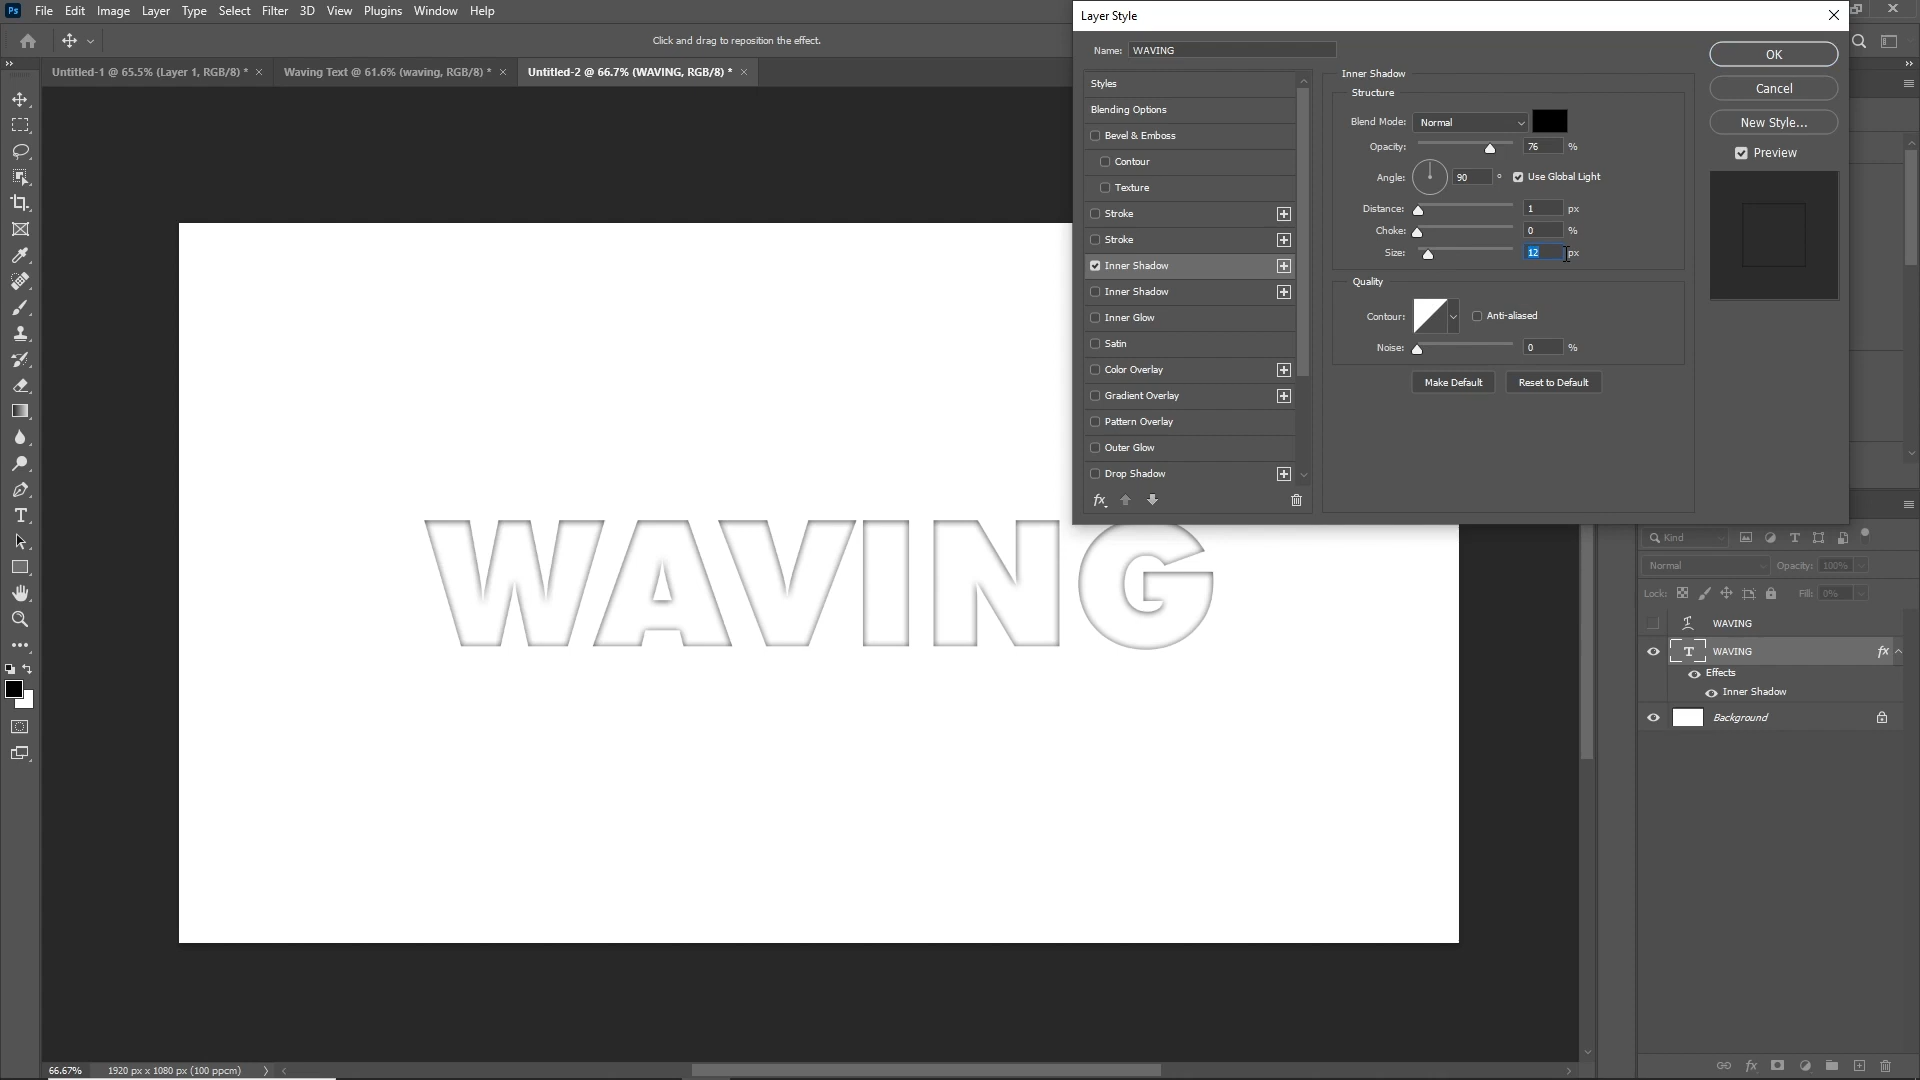 Ps File Edit Image Layer Type Select Filter 3D View Plugins Window Help
Click and drag to reposition the effect.
Untitled-1 @ 65.5% (Layer 1, RGB/8) * ×
Waving Text @ 61.6% (waving, RGB/8) * ×
Untitled-2 @ 66.7% (WAVING, RGB/8) * ×
Layer Style
Name: WAVING
Styles
Blending Options
Bevel & Emboss
Contour
Texture
Stroke
Stroke
Inner Shadow
Inner Shadow
Inner Glow
Satin
Color Overlay
Gradient Overlay
Pattern Overlay
Outer Glow
Drop Shadow
fx
Inner Shadow
Structure
Blend Mode: Normal
Opacity: 76 %
Angle: 90 ° Use Global Light
Distance: 1 px
Choke: 0 %
Size: 12 px
Quality
Contour: Anti-aliased
Noise: 0 %
Make Default Reset to Default
OK
Cancel
New Style...
Preview
WAVING
Kind
Normal Opacity: 100%
Lock: Fill: 0%
WAVING
T WAVING fx
Effects
Inner Shadow
Background
66.67% 1920 px x 1080 px (100 ppcm)
fx